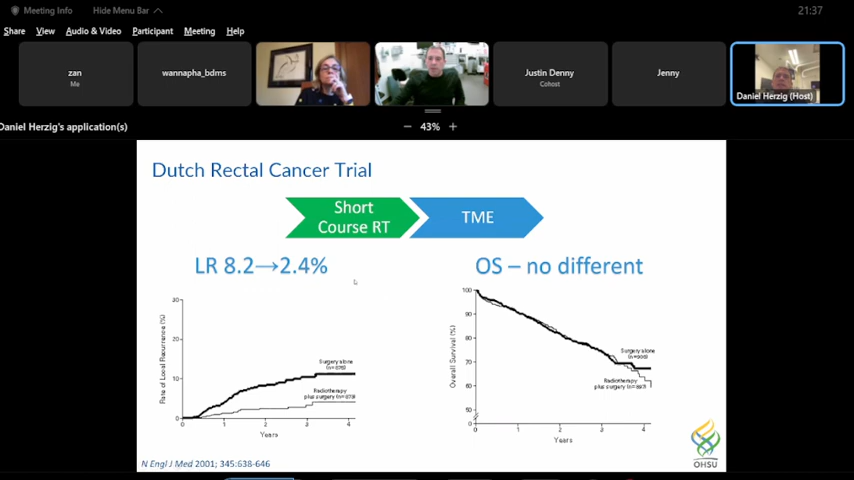 Meeting Info
Hide Menu Bar
21:37
Share View Audio & Video Participant Meeting Help
zan
Me
wannapha_bdms
Justin Denny
Cohost
Jenny
Daniel Herzig (Host)
Daniel Herzig's application(s)
43%
Dutch Rectal Cancer Trial
Short
Course RT
TME
LR 8.2→2.4%
OS – no different
Rate of Local Recurrence (%)
30
20
10
0
Surgery alone
Radiotherapy
0 1 2 3 4
Years
Overall Survival (%)
100
90
80
70
60
50
0
Surgery alone
Radiotherapy
0 1 2 3 4
Years
N Engl J Med 2001; 345:638-646
OHSU